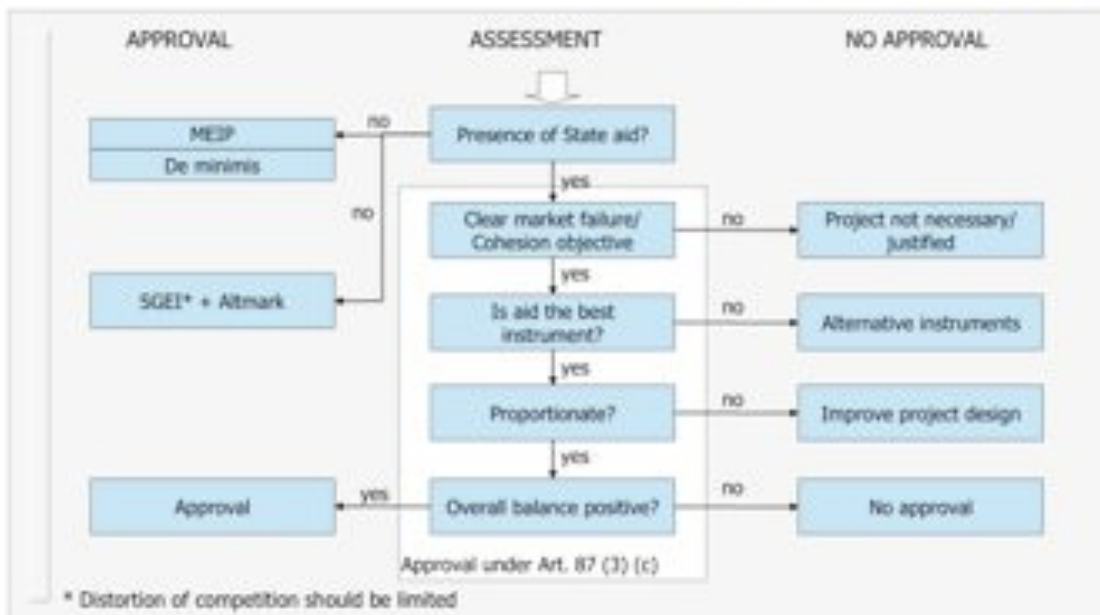 APPROVAL
ASSESSMENT
NO APPROVAL
MEIP
De minimis
no
Presence of State aid?
yes
no
Clear market failure/
Cohesion objective
no
Project not necessary/
justified
yes
SGEI* + Altmark
Is aid the best
instrument?
no
Alternative instruments
yes
Proportionate?
no
Improve project design
yes
Approval
yes
Overall balance positive?
no
No approval
Approval under Art. 87 (3) (c)
* Distortion of competition should be limited